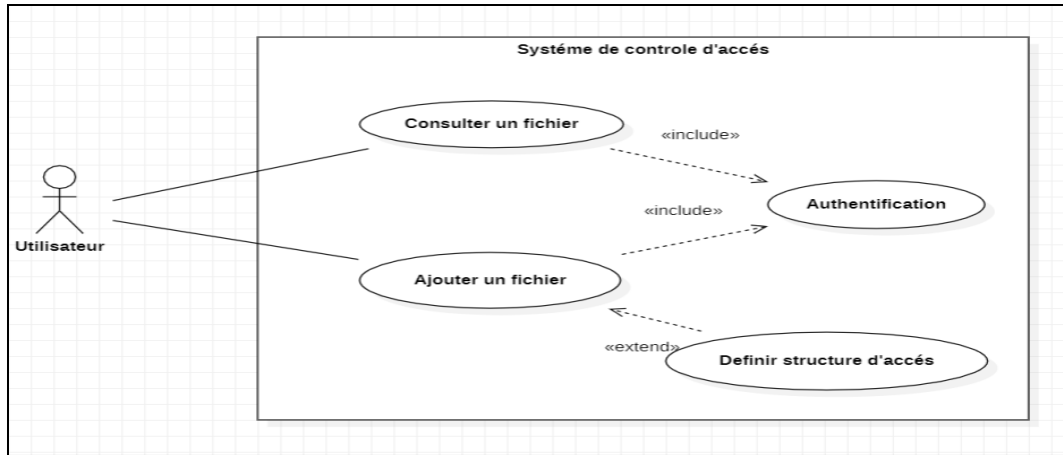 Systéme de controle d'accés
Consulter un fichier
«include»
Authentification
«include»
Utilisateur
Ajouter un fichier
«extend»
Definir structure d'accés